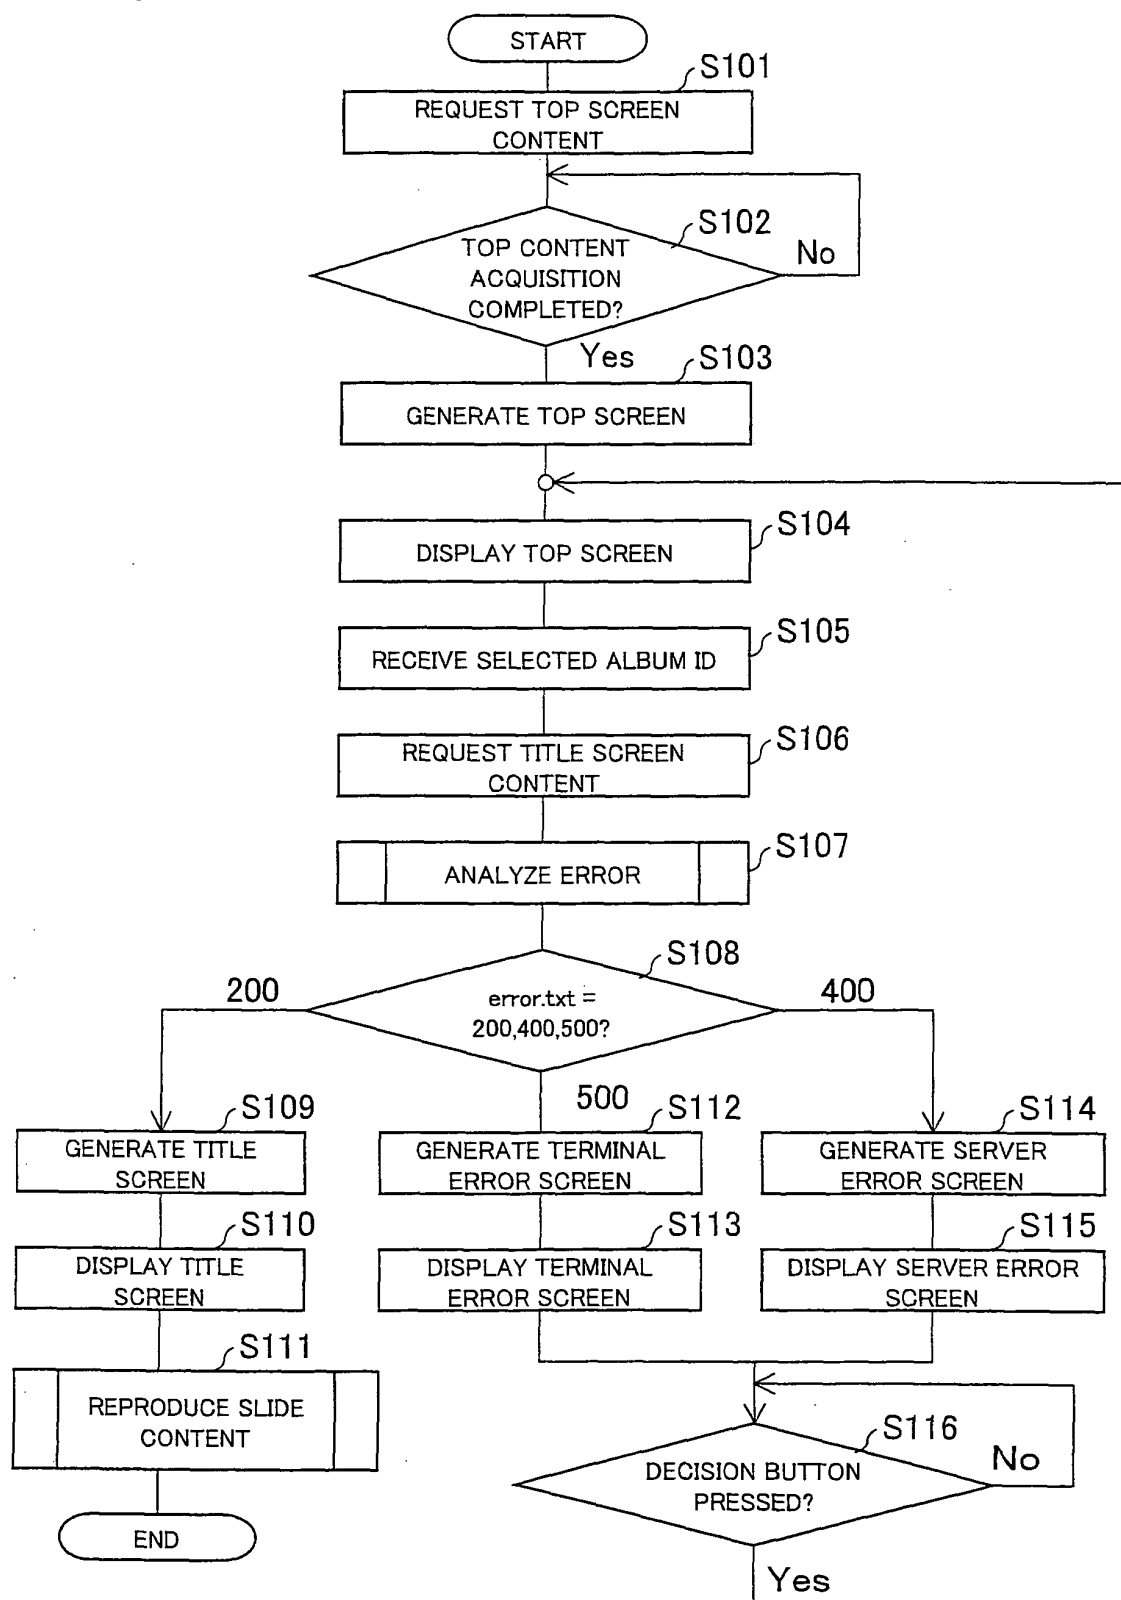 START
S101
REQUEST TOP SCREEN
CONTENT
S102
TOP CONTENT
ACQUISITION
COMPLETED?
No
Yes
S103
GENERATE TOP SCREEN
S104
DISPLAY TOP SCREEN
S105
RECEIVE SELECTED ALBUM ID
S106
REQUEST TITLE SCREEN
CONTENT
S107
ANALYZE ERROR
S108
error.txt =
200,400,500?
200
400
500
S109
GENERATE TITLE
SCREEN
S112
GENERATE TERMINAL
ERROR SCREEN
S114
GENERATE SERVER
ERROR SCREEN
S110
DISPLAY TITLE
SCREEN
S113
DISPLAY TERMINAL
ERROR SCREEN
S115
DISPLAY SERVER ERROR
SCREEN
S111
REPRODUCE SLIDE
CONTENT
S116
DECISION BUTTON
PRESSED?
No
END
Yes